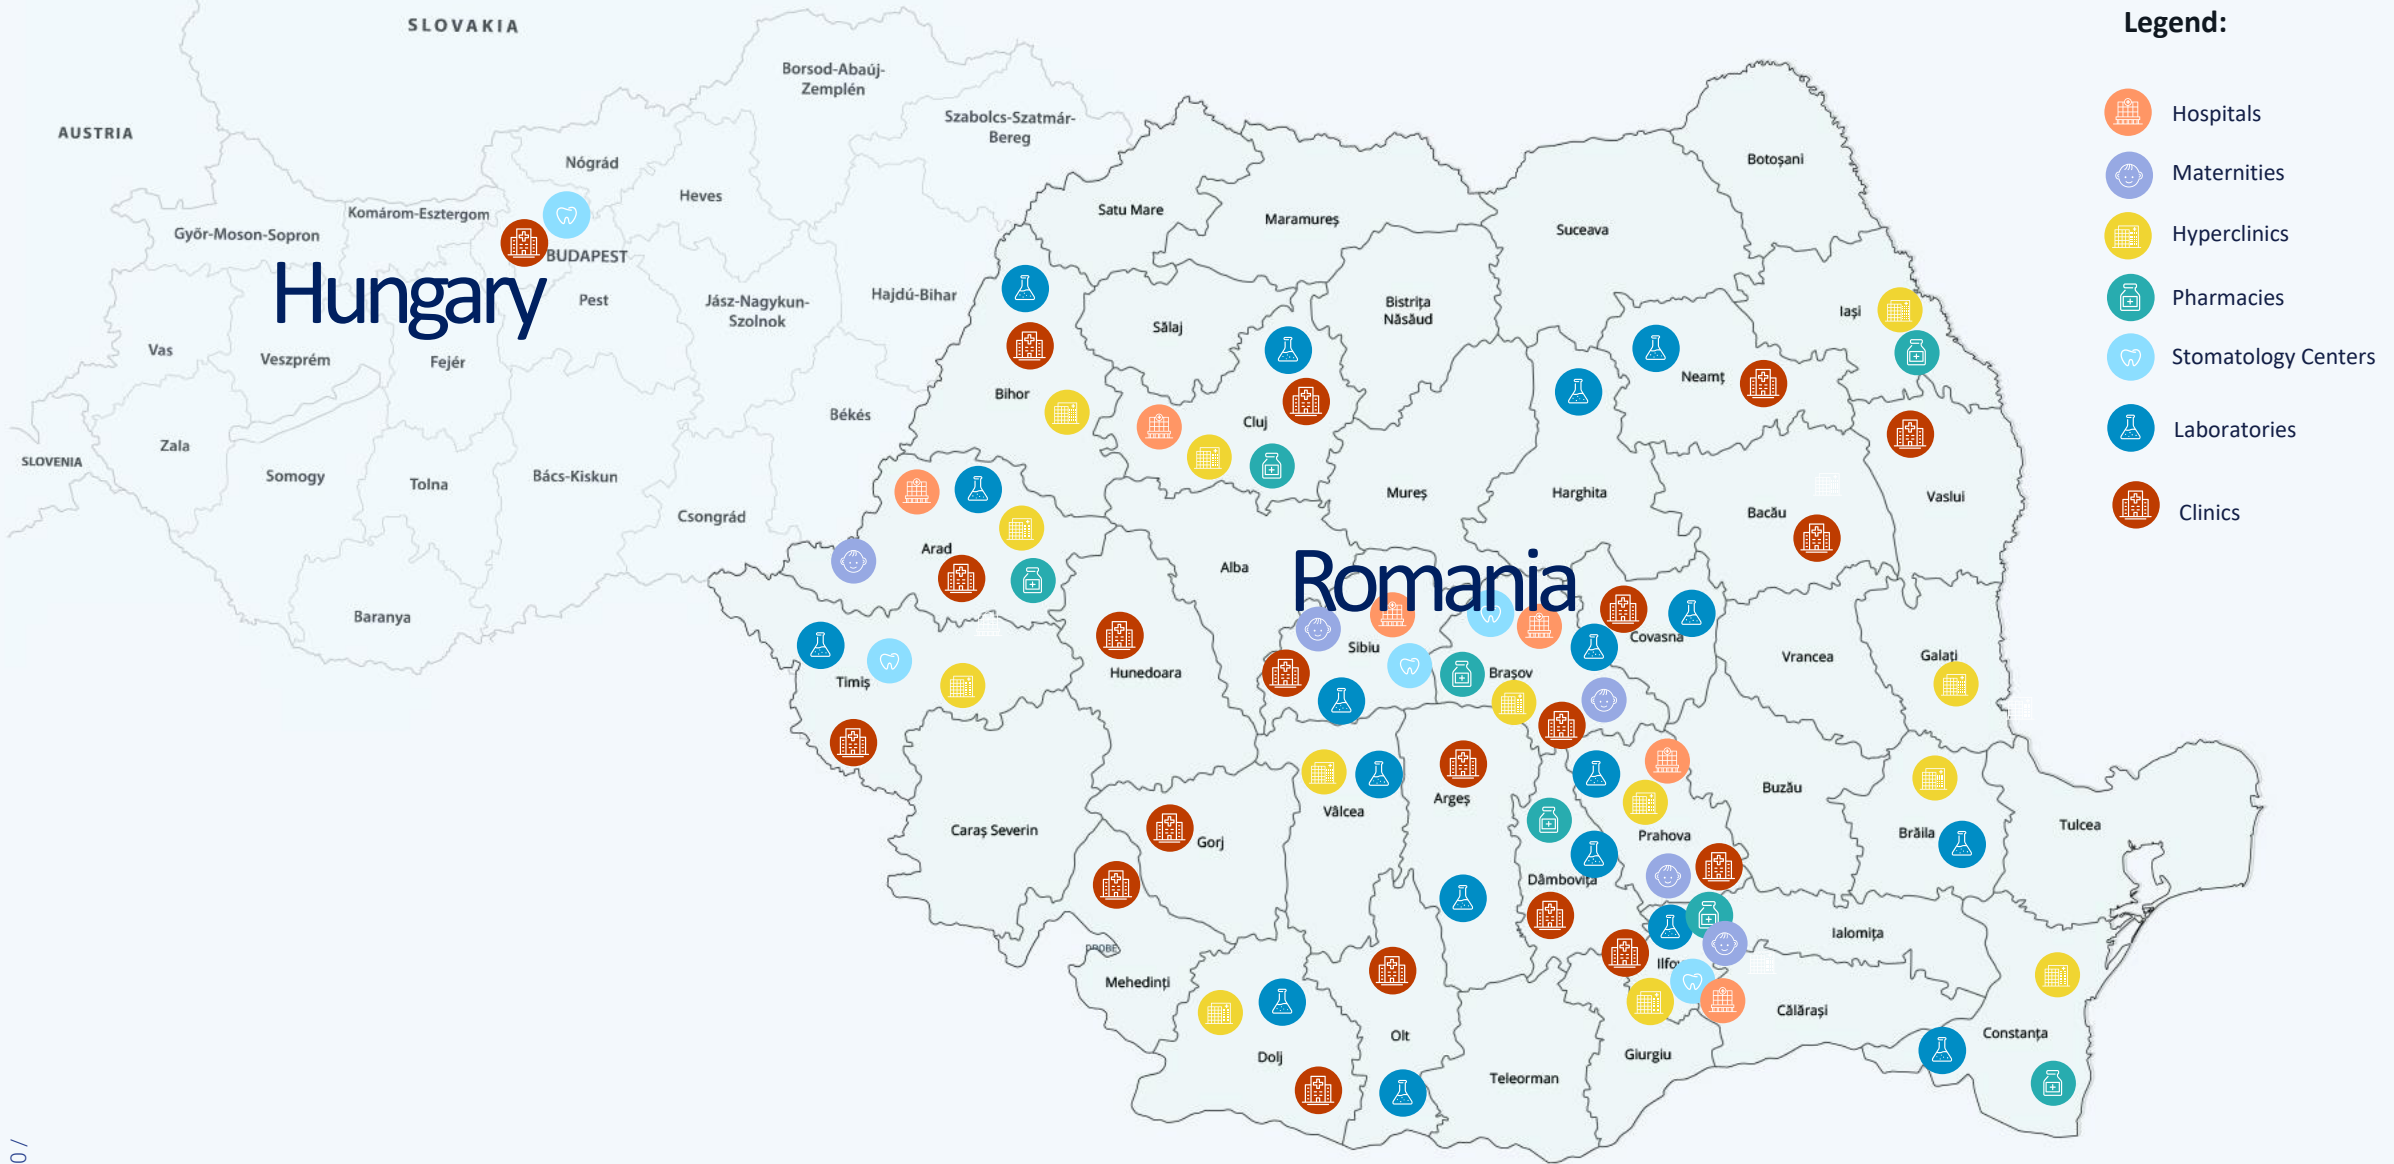 SLOVAKIA
Legend:
Borsod-Abaúj-
Zemplén
Hospitals
Szabolcs-Szatmár-
Bereg
AUSTRIA
Nógrád
Botoșani
Maternities
Heves
Komárom-Esztergom
Satu Mare
Maramureș
Suceava
Győr-Moson-Sopron
Hyperclinics
BUDAPEST
Hungary
Pest
Jász-Nagykun-
Szolnok
Hajdú-Bihar
Bistrița
Năsăud
Iași
Pharmacies
Sălaj
Vas
Veszprém
Fejér
Stomatology Centers
Neamț
Bihor
Békés
Cluj
Laboratories
Zala
SLOVENIA
Somogy
Tolna
Bács-Kiskun
Mureș
Harghita
Vaslui
Csongrád
Bacău
Clinics
Arad
Alba
Romania
Baranya
Covasna
Sibiu
Vrancea
Galați
Timiș
Hunedoara
Brașov
Buzău
Argeș
Vâlcea
Caraș Severin
Gorj
Prahova
Brăila
Tulcea
Dâmbovița
Ialomița
DROBE
Ilfov
Mehedinți
Călărași
Olt
Constanța
Dolj
Giurgiu
Teleorman
0 /